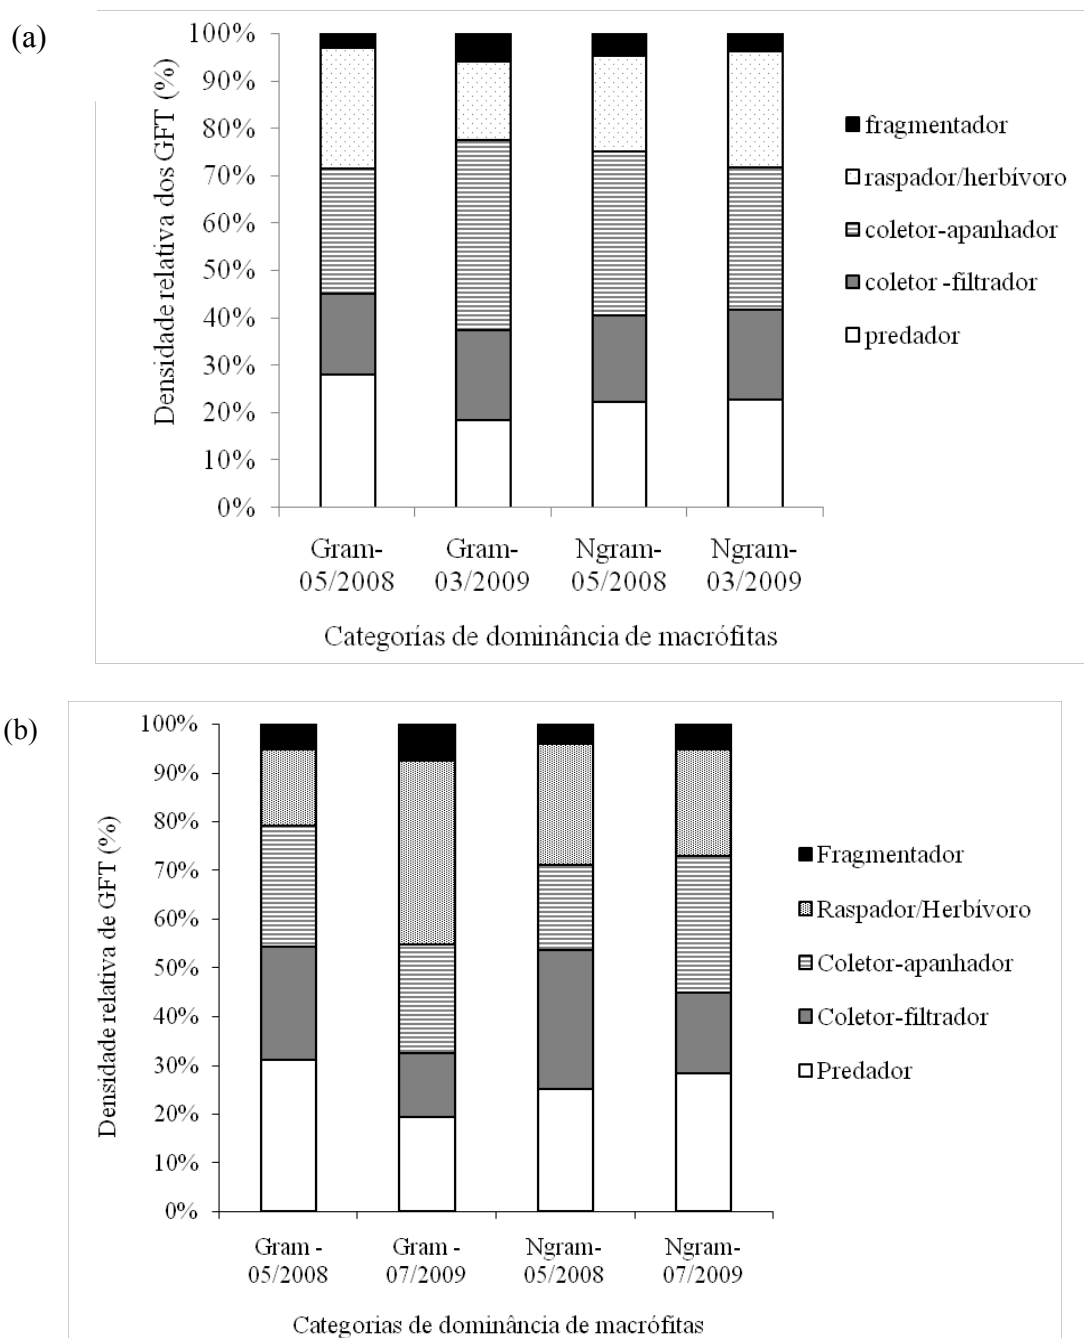 (a)
Densidade relativa dos GFT (%)
100%
90%
80%
70%
60%
50%
40%
30%
20%
10%
0%
Gram-
05/2008
Gram-
03/2009
Ngram-
05/2008
Ngram-
03/2009
Categorías de dominância de macrófitas
fragmentador
raspador/herbívoro
coletor-apanhador
coletor -filtrador
predador
(b)
Densidade relativa de GFT (%)
100%
90%
80%
70%
60%
50%
40%
30%
20%
10%
0%
Gram -
05/2008
Gram -
07/2009
Ngram-
05/2008
Ngram-
07/2009
Categorias de dominância de macrófitas
Fragmentador
Raspador/Herbívoro
Coletor-apanhador
Coletor-filtrador
Predador